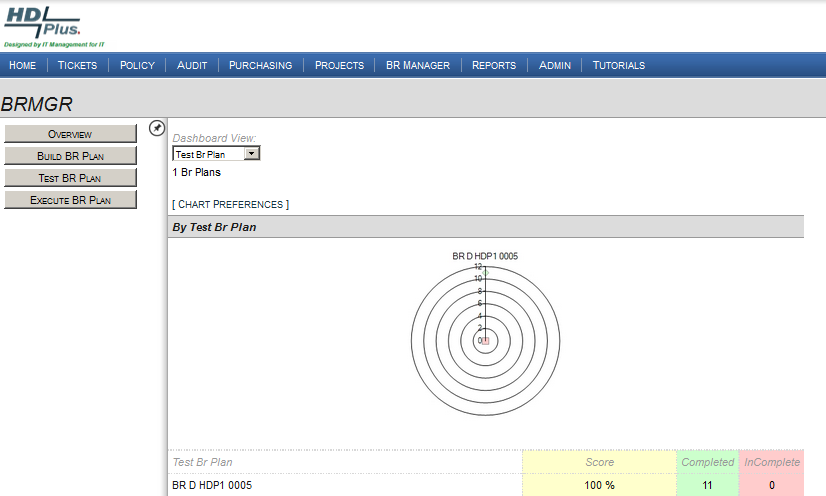 HD Plus.
Designed by IT Management for IT
HOME TICKETS POLICY AUDIT PURCHASING PROJECTS BR MANAGER REPORTS ADMIN TUTORIALS
BRMGR
OVERVIEW
BUILD BR PLAN
TEST BR PLAN
EXECUTE BR PLAN
Dashboard View:
Test Br Plan
1 Br Plans
[ CHART PREFERENCES ]
By Test Br Plan
BR D HDP1 0005
12
10
8
6
4
2
0
Test Br Plan Score Completed InComplete
BR D HDP1 0005 100 % 11 0